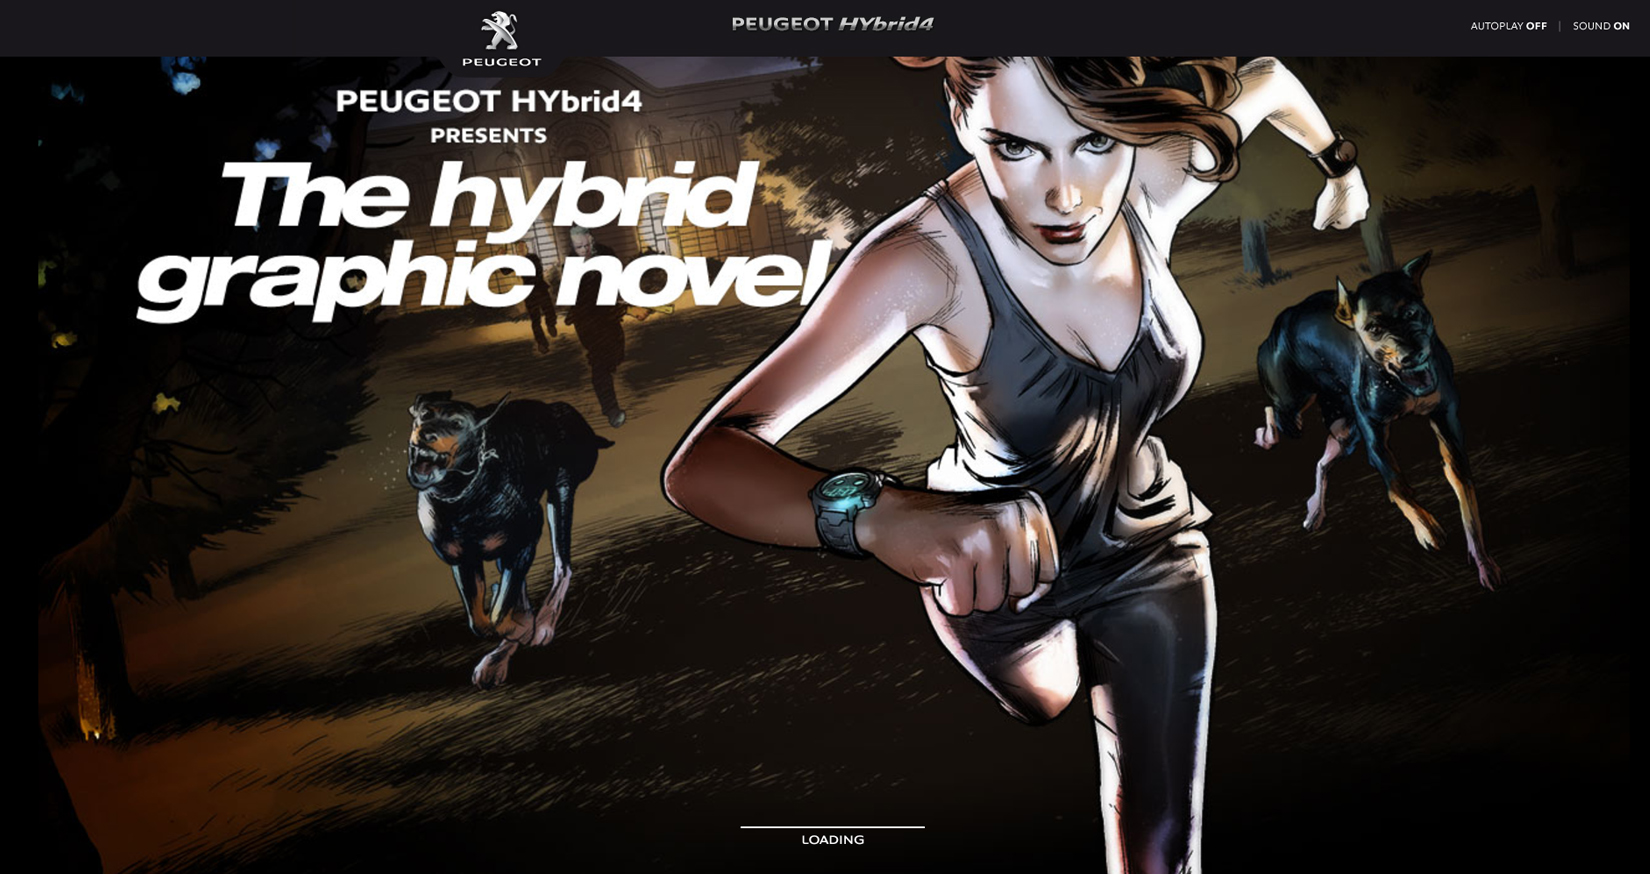 PEUGEOT
PEUGEOT HYbrid4
AUTOPLAY OFF | SOUND ON
PEUGEOT HYbrid4
PRESENTS
The hybrid
graphic novel
LOADING